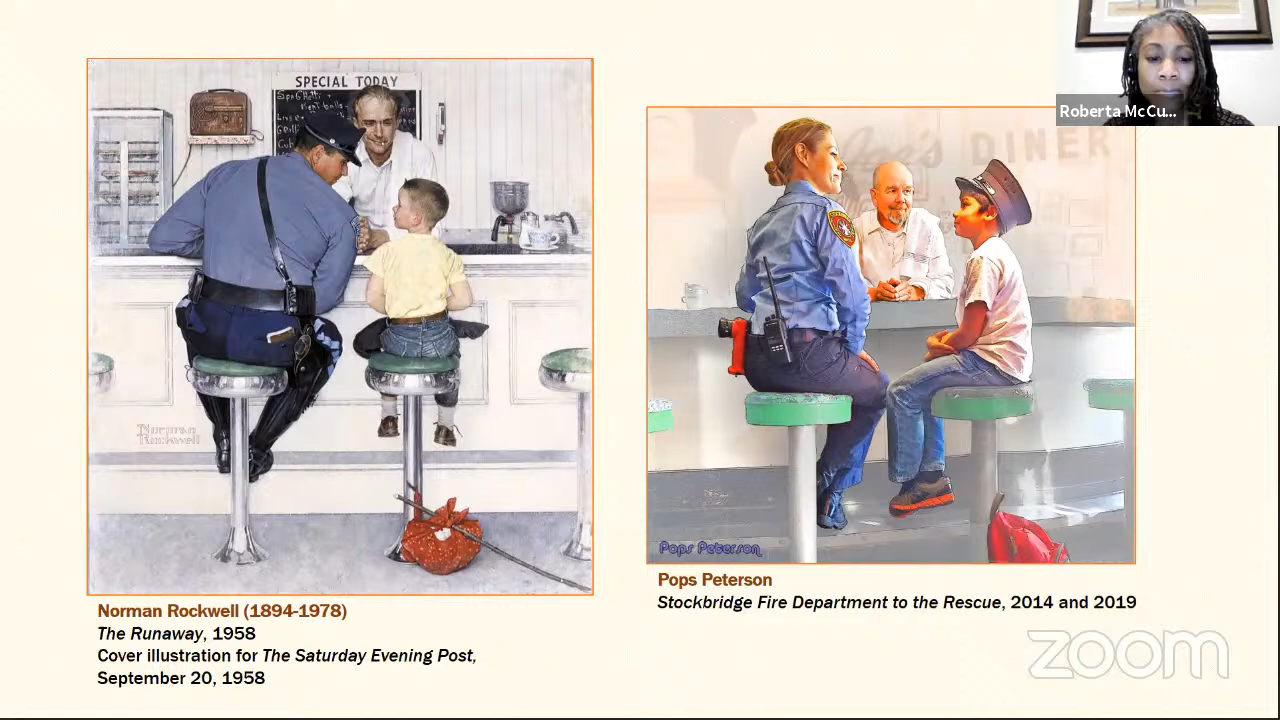 SPECIAL TODAY
Norman
Rockwell
DINER
Pops Peterson
Roberta McCu...
Norman Rockwell (1894-1978)
The Runaway, 1958
Cover illustration for The Saturday Evening Post,
September 20, 1958
Pops Peterson
Stockbridge Fire Department to the Rescue, 2014 and 2019
zoom